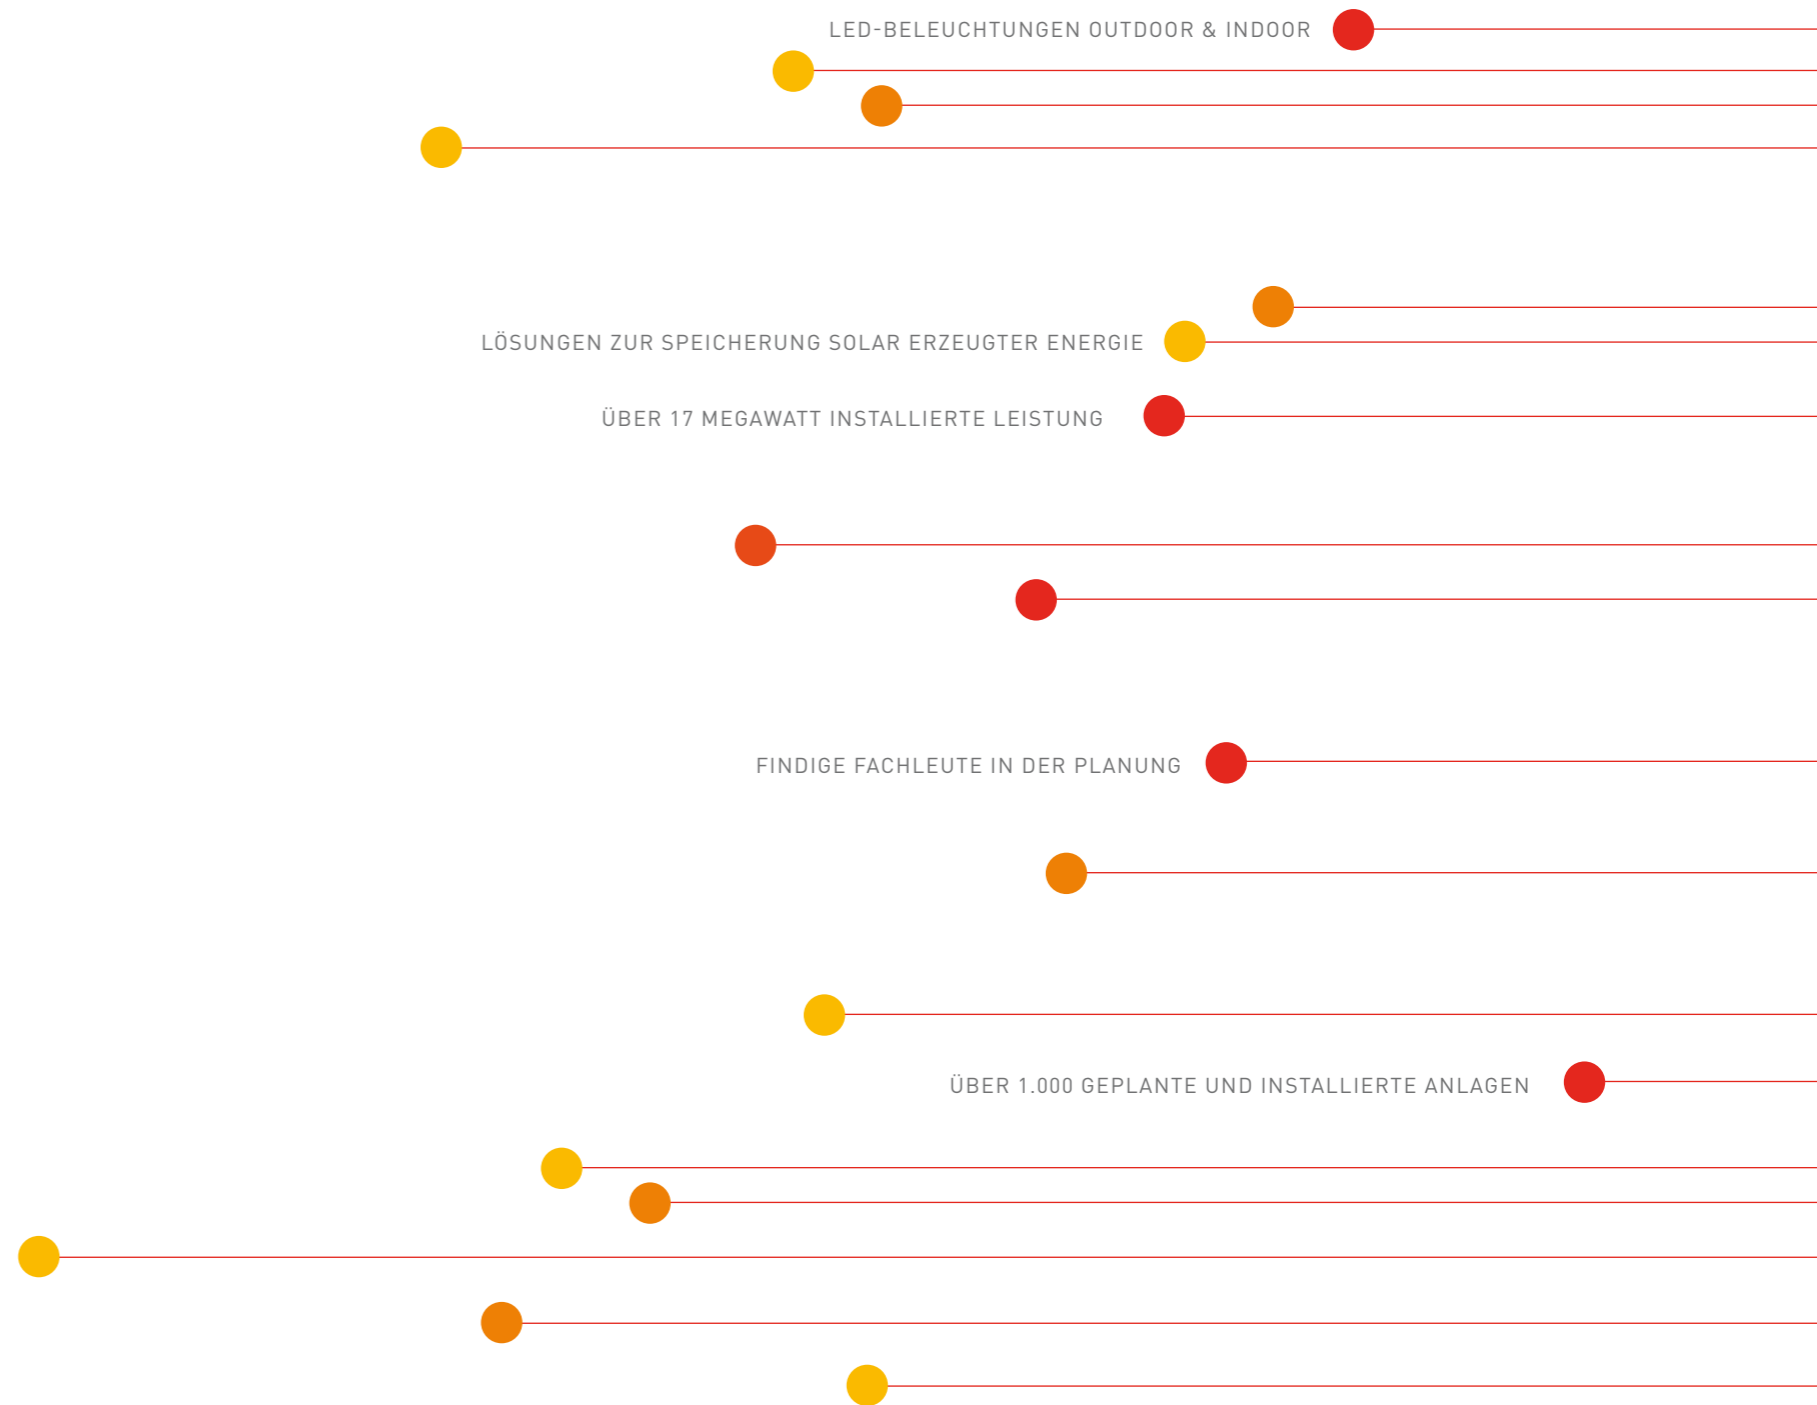 LED-BELEUCHTUNGEN OUTDOOR & INDOOR
LÖSUNGEN ZUR SPEICHERUNG SOLAR ERZEUGTER ENERGIE
ÜBER 17 MEGAWATT INSTALLIERTE LEISTUNG
FINDIGE FACHLEUTE IN DER PLANUNG
ÜBER 1.000 GEPLANTE UND INSTALLIERTE ANLAGEN